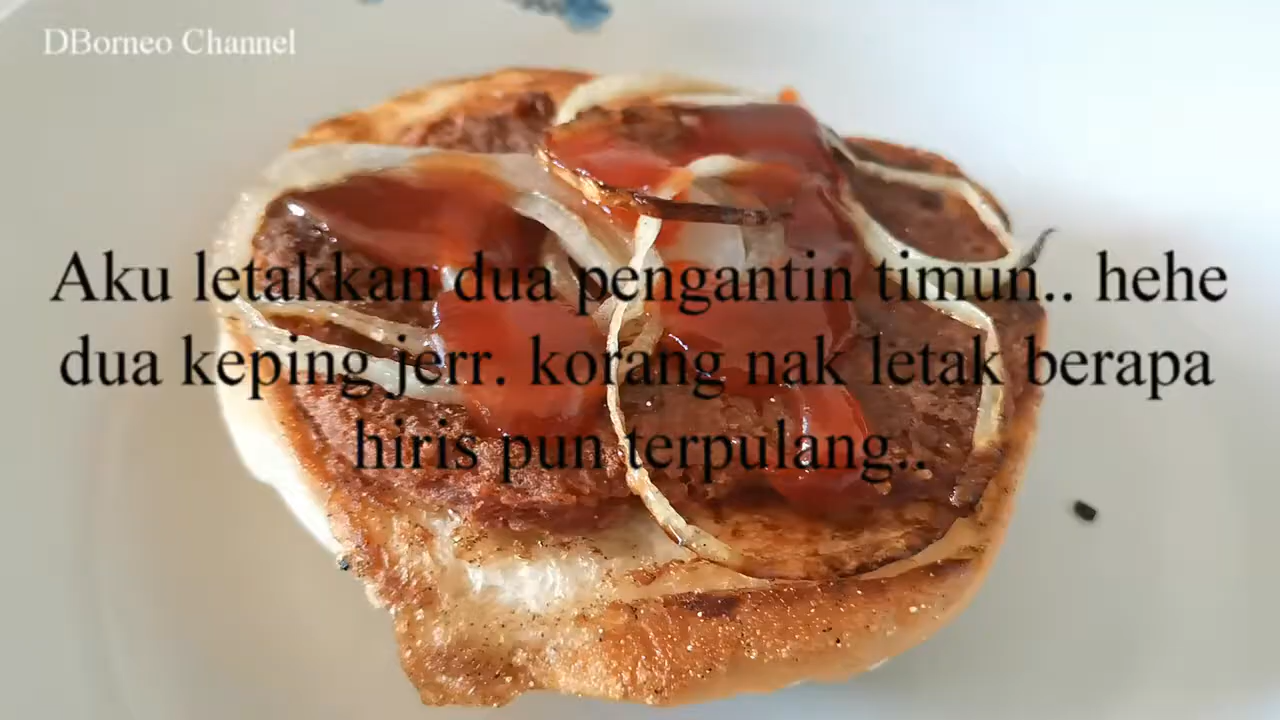 DBorneo Channel
Aku letakkan dua pengantin timun.. hehe
dua keping jerr. korang nak letak berapa
hiris pun terpulang..